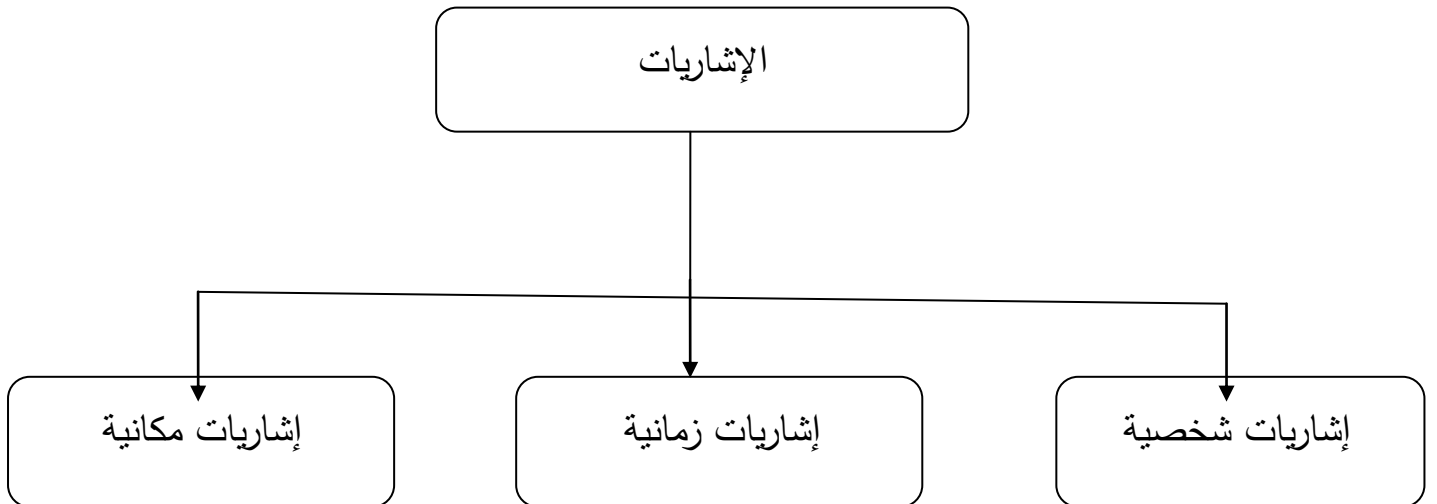 الإشاريات
إشاريات شخصية
إشاريات زمانية
إشاريات مكانية